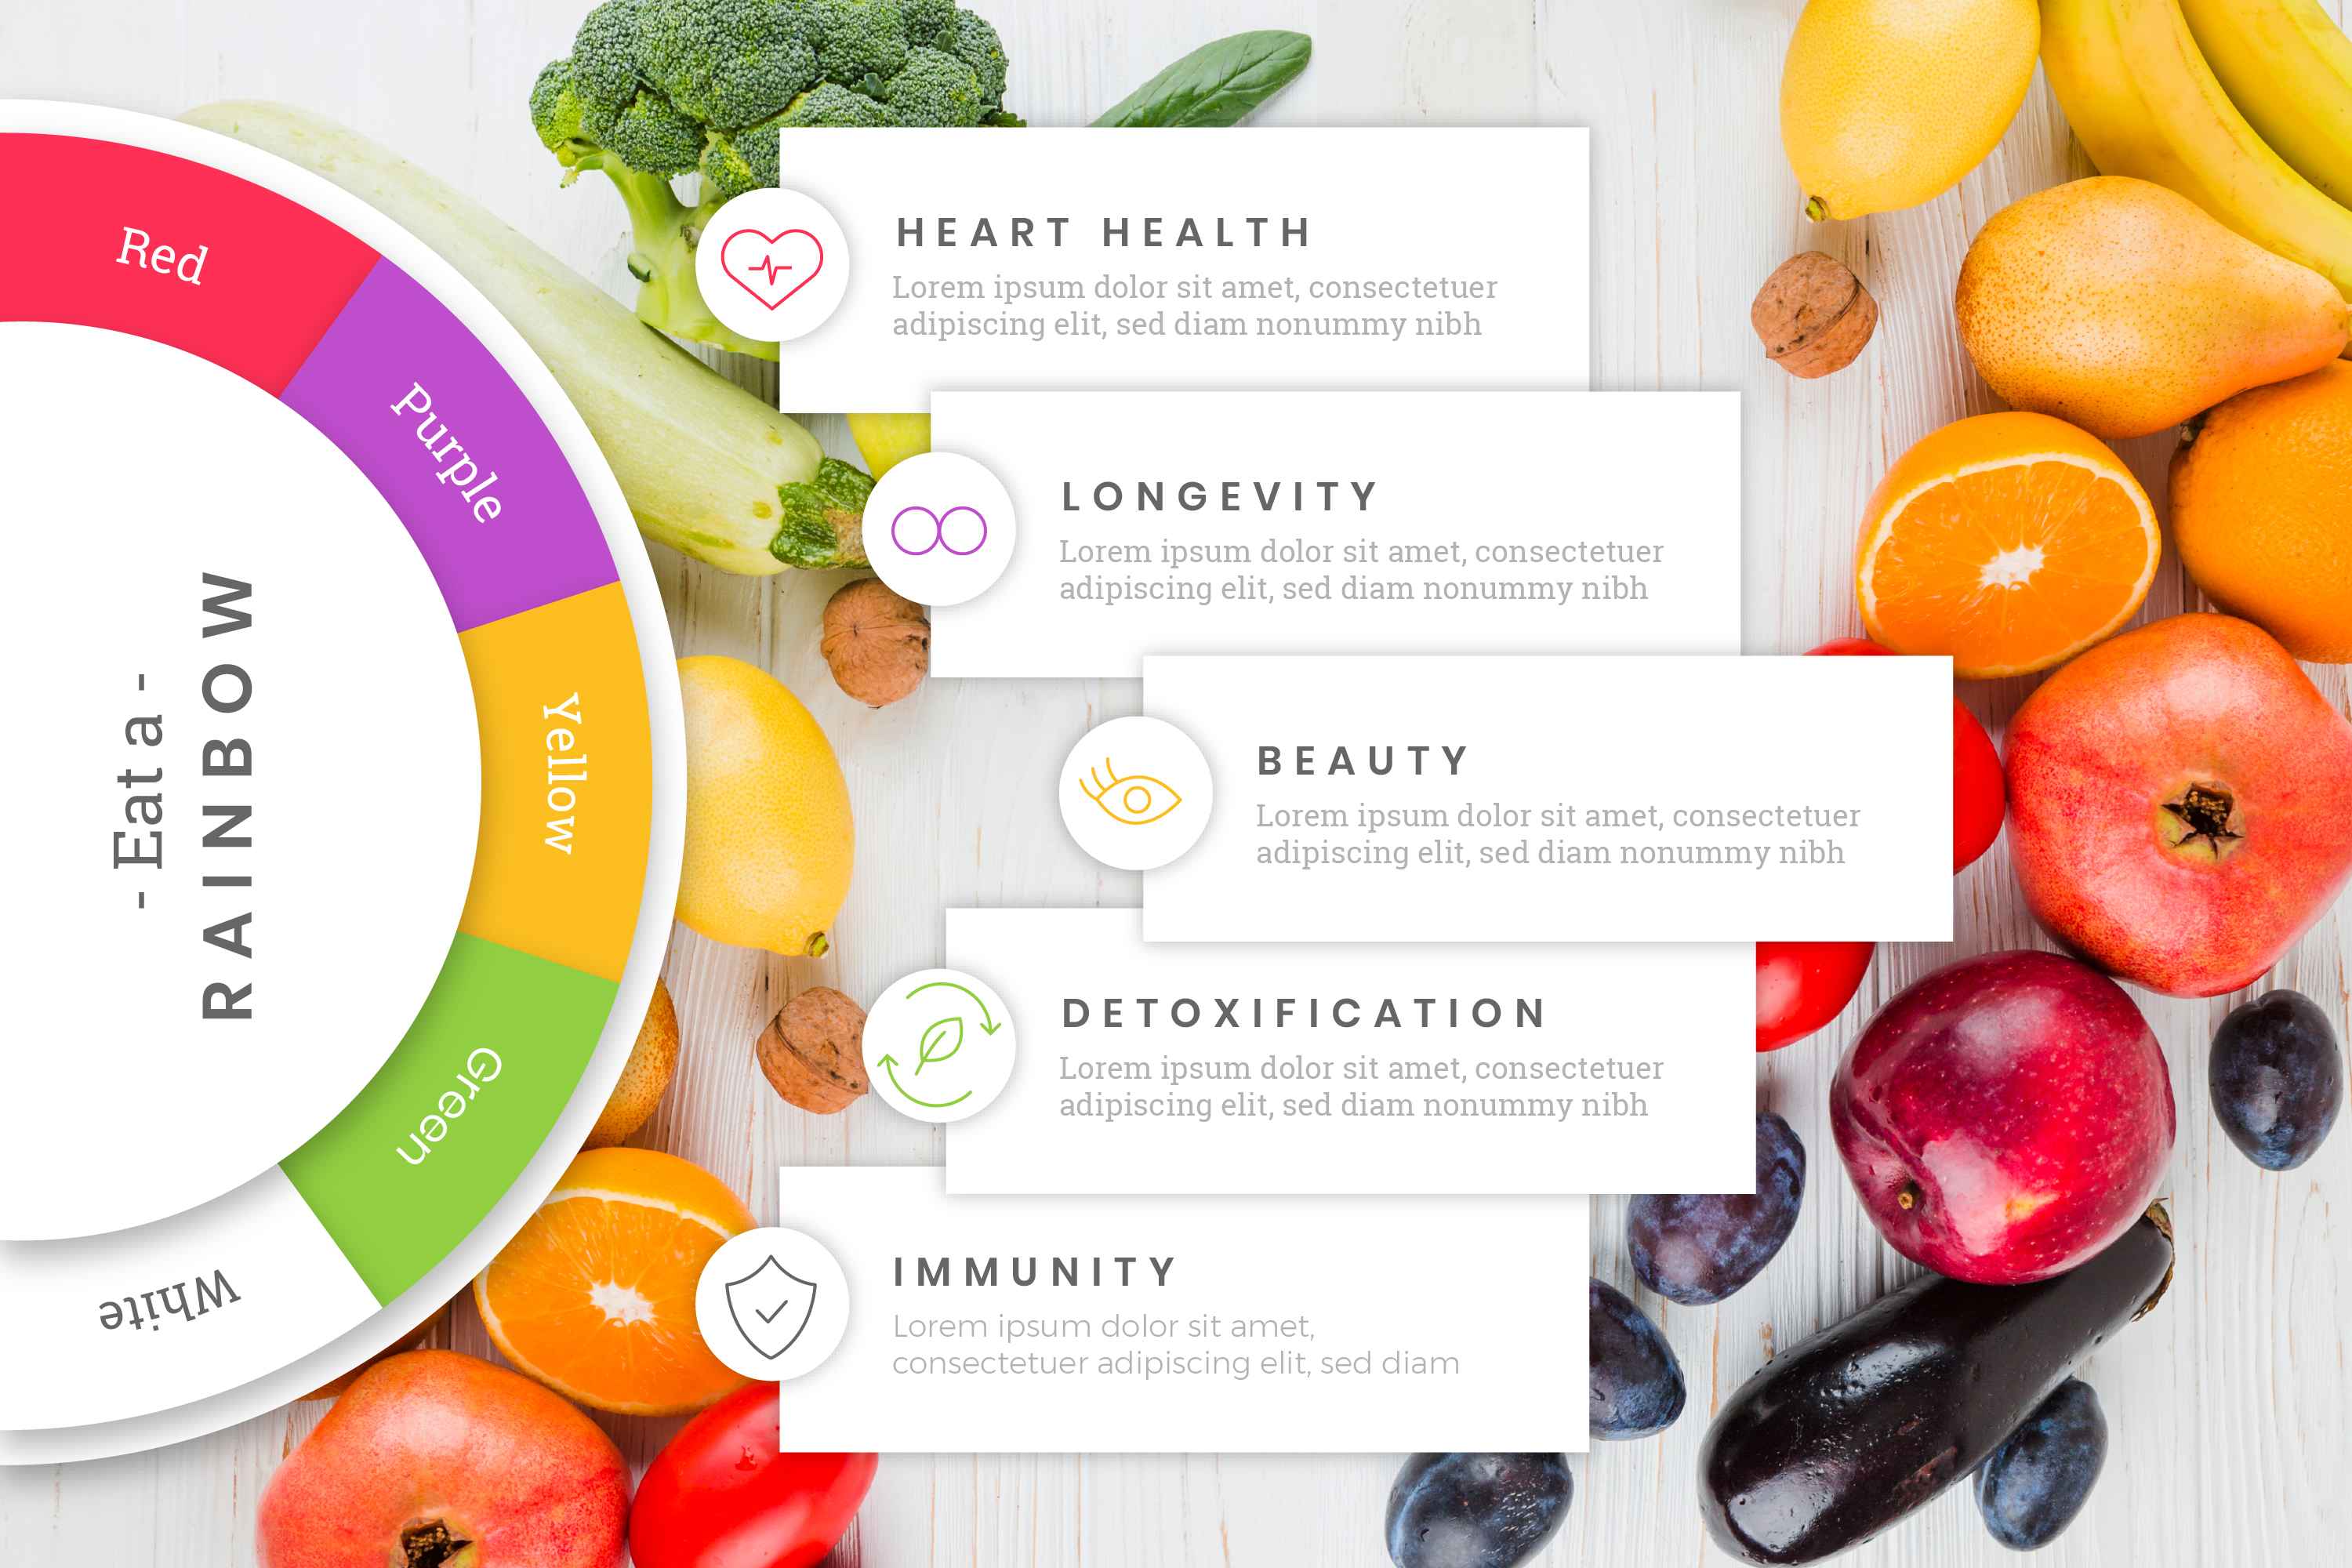 - Eat a -
RAINBOW
Red
Purple
Yellow
Green
White
HEART HEALTH
Lorem ipsum dolor sit amet, consectetuer
adipiscing elit, sed diam nonummy nibh
LONGEVITY
Lorem ipsum dolor sit amet, consectetuer
adipiscing elit, sed diam nonummy nibh
BEAUTY
Lorem ipsum dolor sit amet, consectetuer
adipiscing elit, sed diam nonummy nibh
DETOXIFICATION
Lorem ipsum dolor sit amet, consectetuer
adipiscing elit, sed diam nonummy nibh
IMMUNITY
Lorem ipsum dolor sit amet,
consectetuer adipiscing elit, sed diam